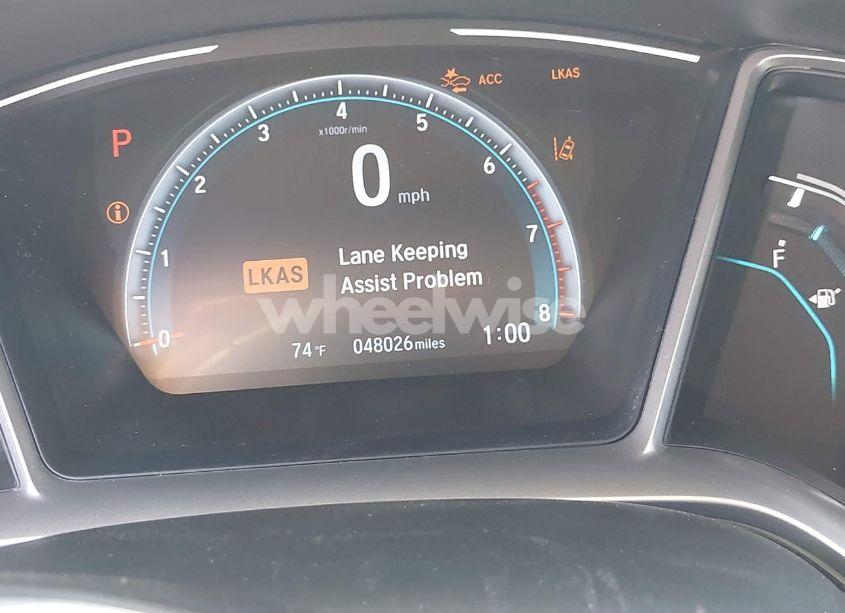 ACC
LKAS
P
4
x1000r/min
3
5
2
6
0
mph
1
7
Lane Keeping
LKAS
Assist Problem
wheelwise
0
8
74°F
048026 miles
1:00
F